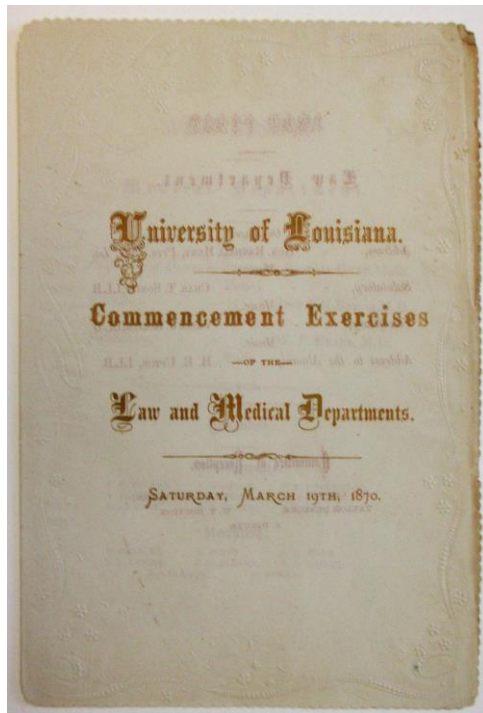 University of Louisiana.
Commencement Exercises
—OF THE—
Law and Medical Departments.
SATURDAY, MARCH 19TH, 1870.